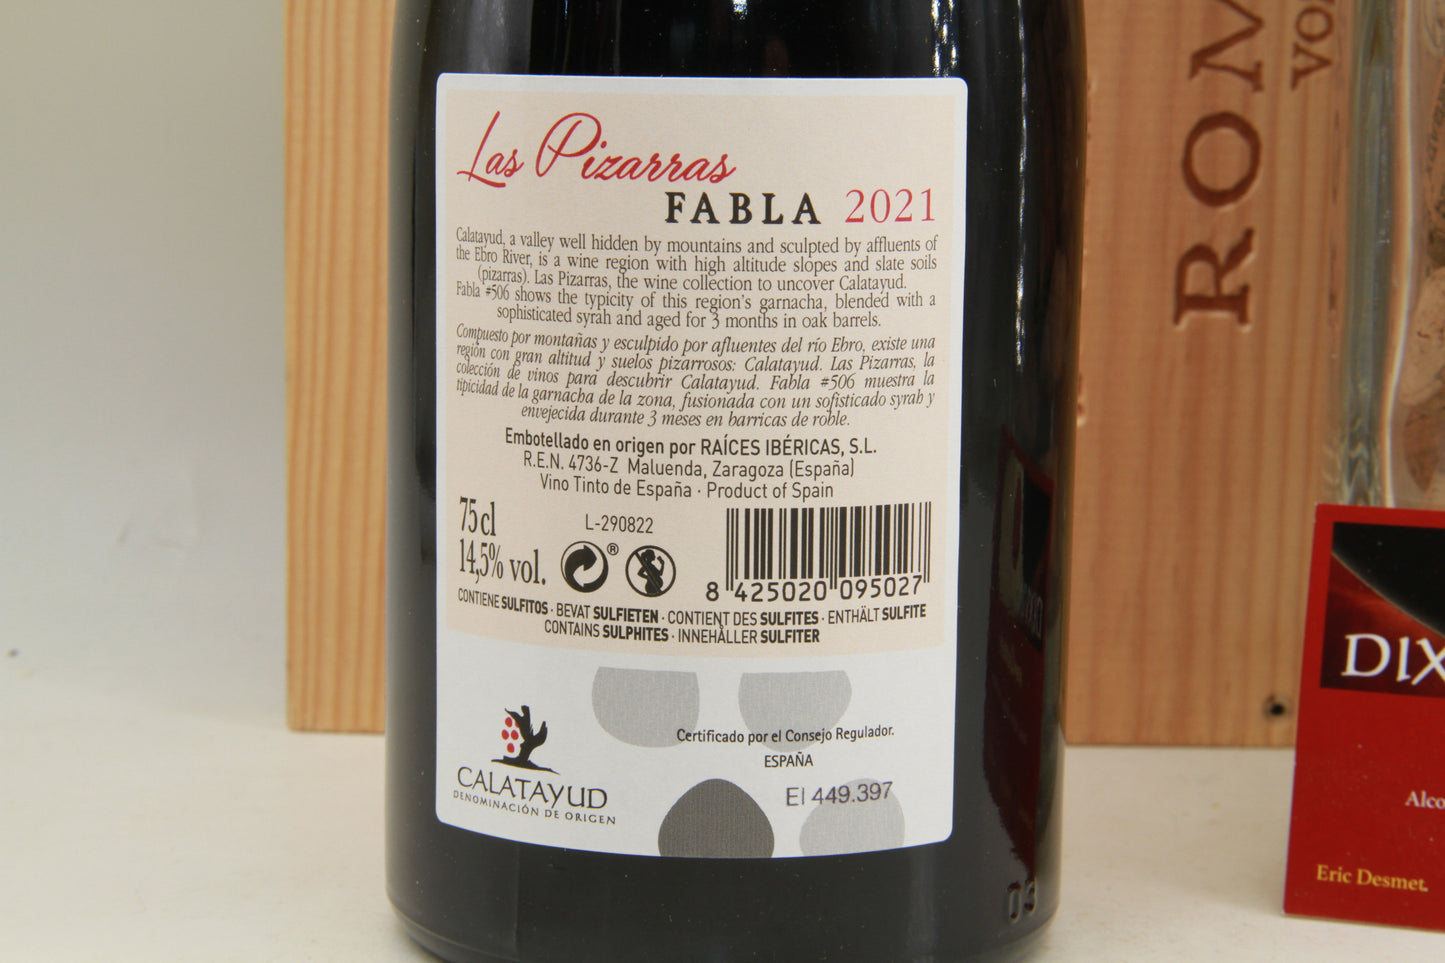 Las Pizarras
FABLA 2021
Calatayud, a valley well hidden by mountains and sculpted by affluents of
the Ebro River, is a wine region with high altitude slopes and slate soils
(pizarras). Las Pizarras, the wine collection to uncover Calatayud.
Fabla #506 shows the typicity of this region's garnacha, blended with a
sophisticated syrah and aged for 3 months in oak barrels.
Compuesto por montañas y esculpido por afluentes del río Ebro, existe una
región con gran altitud y suelos pizarrosos: Calatayud. Las Pizarras, la
colección de vinos para descubrir Calatayud. Fabla #506 muestra la
tipicidad de la garnacha de la zona, fusionada con un sofisticado syrah y
envejecida durante 3 meses en barricas de roble.
Embotellado en origen por RAÍCES IBÉRICAS, S.L.
R.E.N. 4736-Z Maluenda, Zaragoza (España)
Vino Tinto de España · Product of Spain
75 cl
14,5% vol.
L-290822
®
8 425020 095027
CONTIENE SULFITOS · BEVAT SULFIETEN · CONTIENT DES SULFITES · ENTHÄLT SULFITE
CONTAINS SULPHITES · INNEHÅLLER SULFITER
Certificado por el Consejo Regulador.
ESPAÑA
EI 449.397
CALATAYUD
DENOMINACIÓN DE ORIGEN
03
ROM
VO
DIX
Alco
Eric Desmet